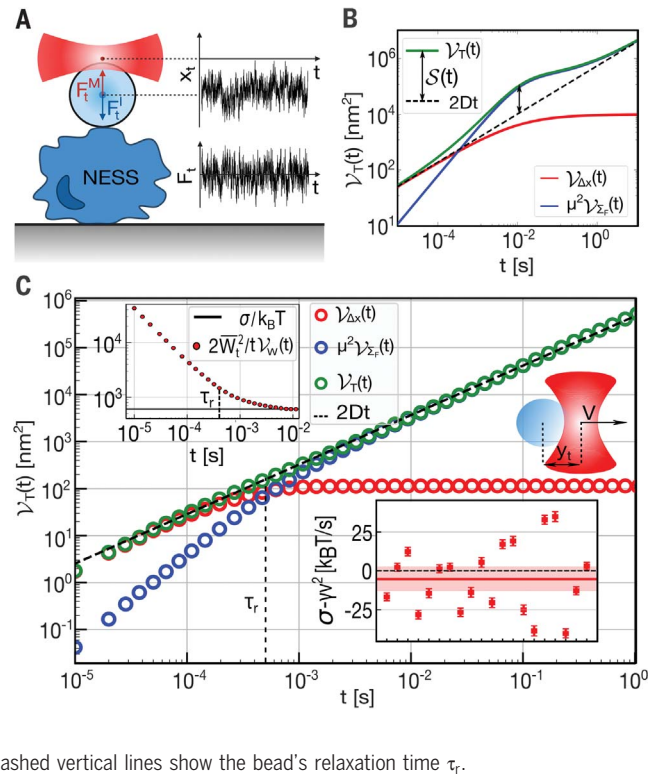 A
x_t
t
F_t^M
F_t^I
NESS
F_t
t
B
𝒱_T(t)
𝒮(t)
2Dt
10^6
10^4
10^2
10^1
𝒱_T(t) [nm^2]
𝒱_Δx(t)
μ^2𝒱_Σ_F(t)
10^-4
10^-2
10^0
t [s]
C
10^6
10^5
10^4
10^3
10^2
10^1
10^0
10^-1
𝒱_T(t) [nm^2]
σ/k_BT
2W̅_t^2/t𝒱_W(t)
10^4
10^3
τ_r
10^-5
10^-4
10^-3
10^-2
t [s]
𝒱_Δx(t)
μ^2𝒱_Σ_F(t)
𝒱_T(t)
2Dt
V
y_t
τ_r
σ-W^2 [k_BT/s]
25
0
-25
10^-5
10^-4
10^-3
10^-2
10^-1
10^0
t [s]
ashed vertical lines show the bead's relaxation time τ_r.